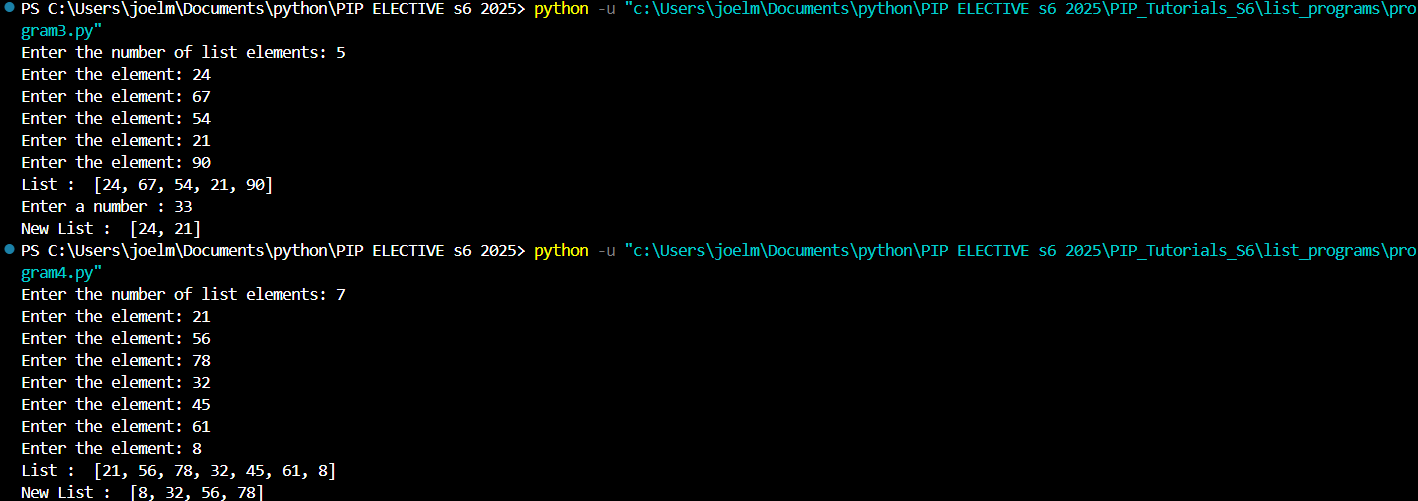 PS C:\Users\joelm\Documents\python\PIP ELECTIVE s6 2025> python -u "c:\Users\joelm\Documents\python\PIP ELECTIVE s6 2025\PIP_Tutorials_S6\list_programs\pro
gram3.py"
Enter the number of list elements: 5
Enter the element: 24
Enter the element: 67
Enter the element: 54
Enter the element: 21
Enter the element: 90
List :  [24, 67, 54, 21, 90]
Enter a number : 33
New List :  [24, 21]
PS C:\Users\joelm\Documents\python\PIP ELECTIVE s6 2025> python -u "c:\Users\joelm\Documents\python\PIP ELECTIVE s6 2025\PIP_Tutorials_S6\list_programs\pro
gram4.py"
Enter the number of list elements: 7
Enter the element: 21
Enter the element: 56
Enter the element: 78
Enter the element: 32
Enter the element: 45
Enter the element: 61
Enter the element: 8
List :  [21, 56, 78, 32, 45, 61, 8]
New List :  [8, 32, 56, 78]